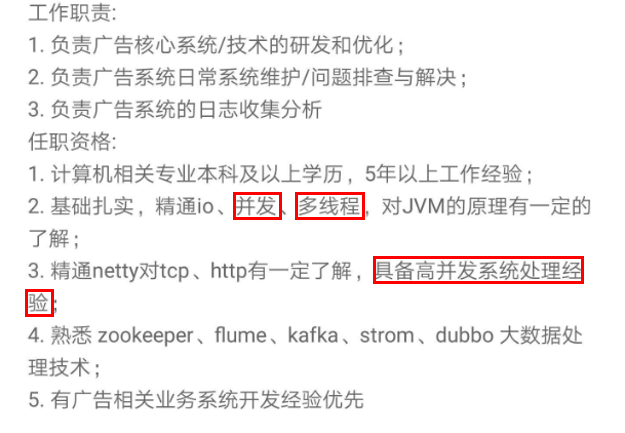 工作职责:
1. 负责广告核心系统/技术的研发和优化；
2. 负责广告系统日常系统维护/问题排查与解决；
3. 负责广告系统的日志收集分析
任职资格:
1. 计算机相关专业本科及以上学历，5年以上工作经验；
2. 基础扎实，精通io、并发、多线程，对JVM的原理有一定的
了解；
3. 精通netty对tcp、http有一定了解，具备高并发系统处理经
验；
4. 熟悉 zookeeper、flume、kafka、strom、dubbo 大数据处
理技术；
5. 有广告相关业务系统开发经验优先